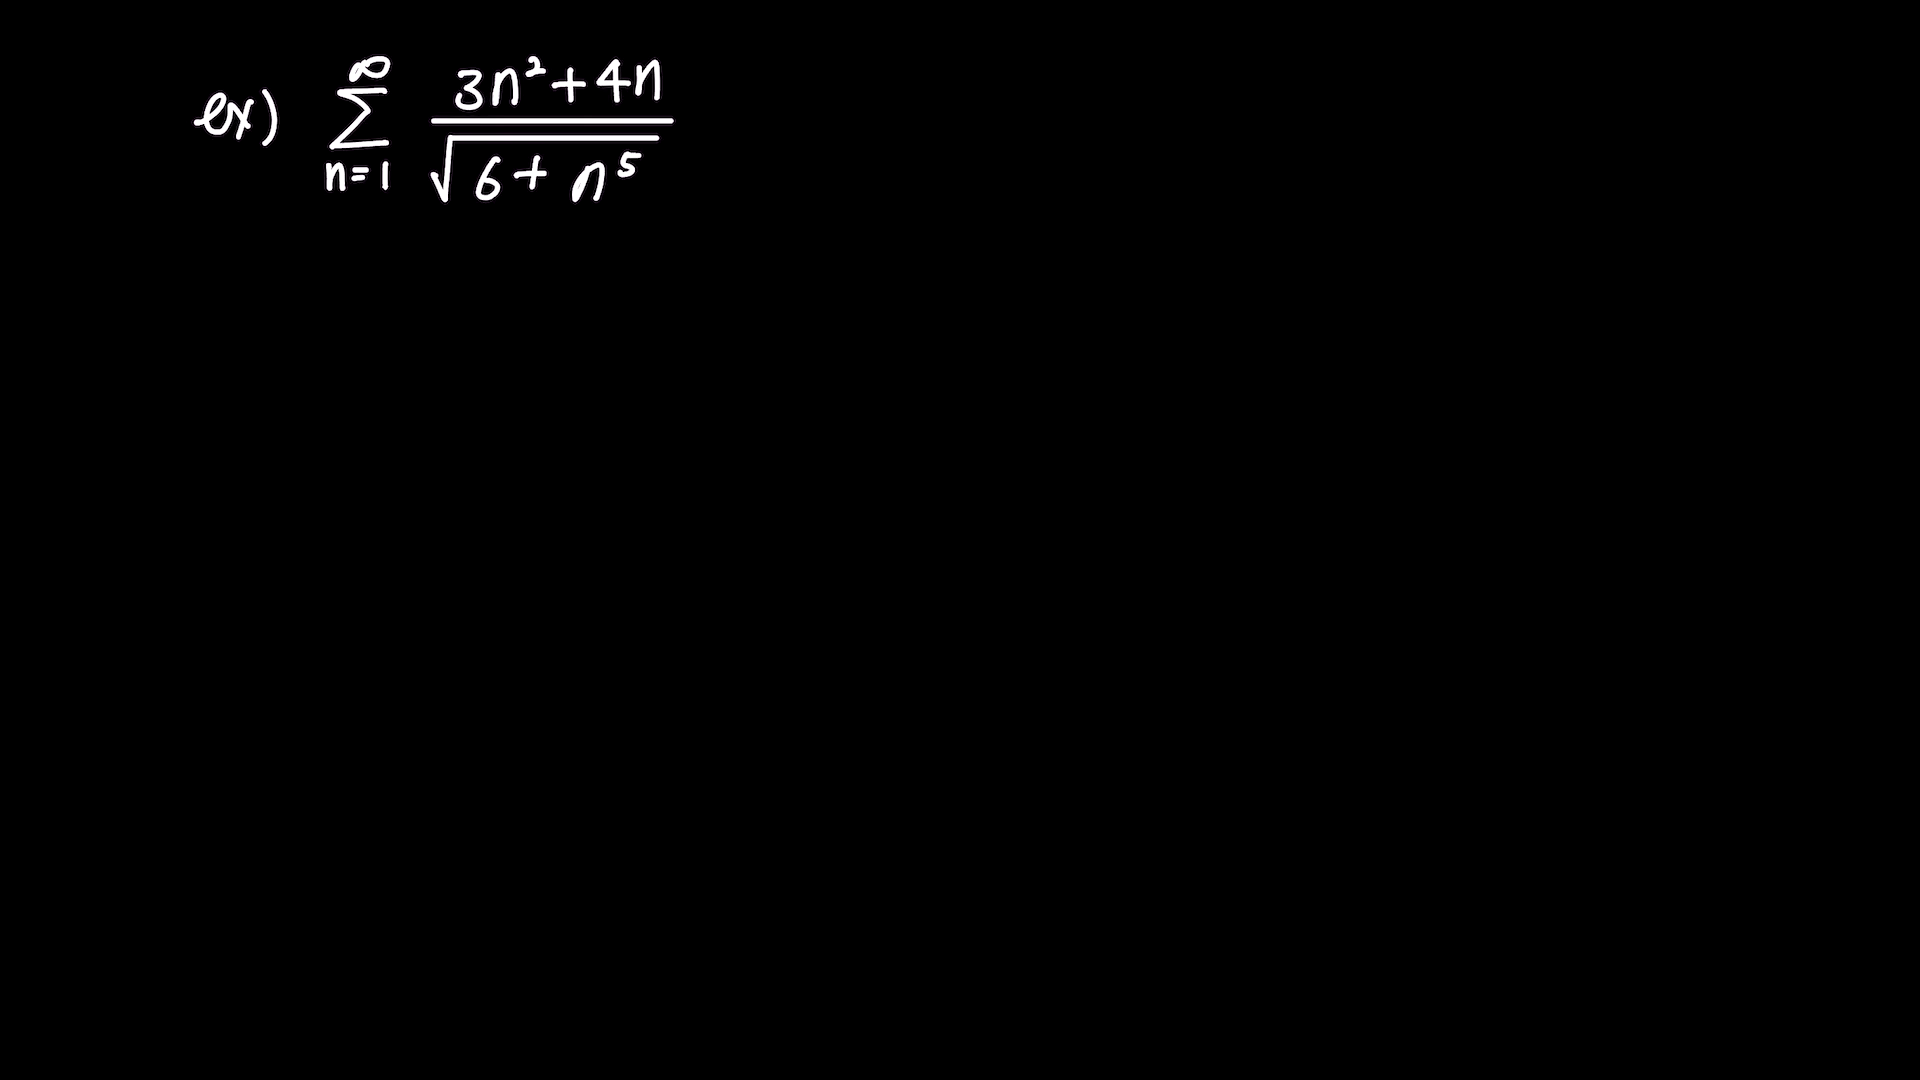 ex) ∞∑n=1 3n²+4n / √6+n⁵